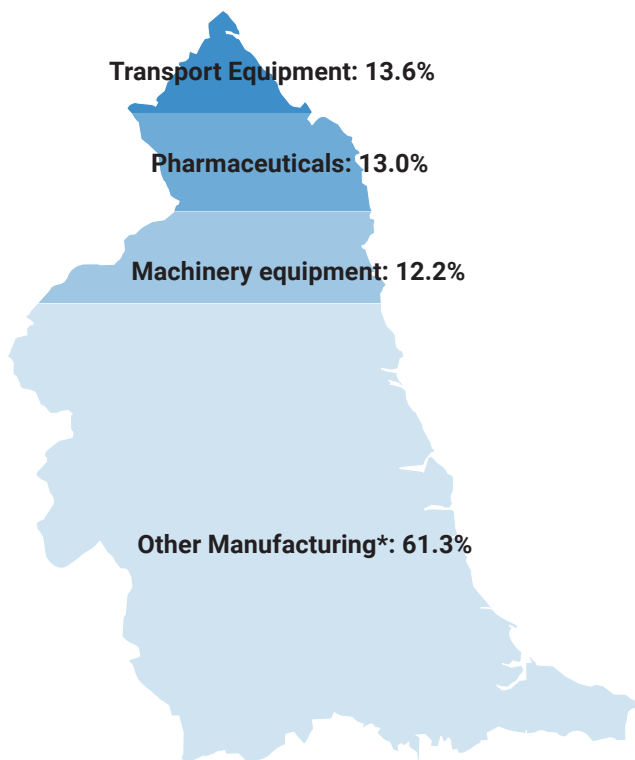 Transport Equipment: 13.6%
Pharmaceuticals: 13.0%
Machinery equipment: 12.2%
Other Manufacturing*: 61.3%